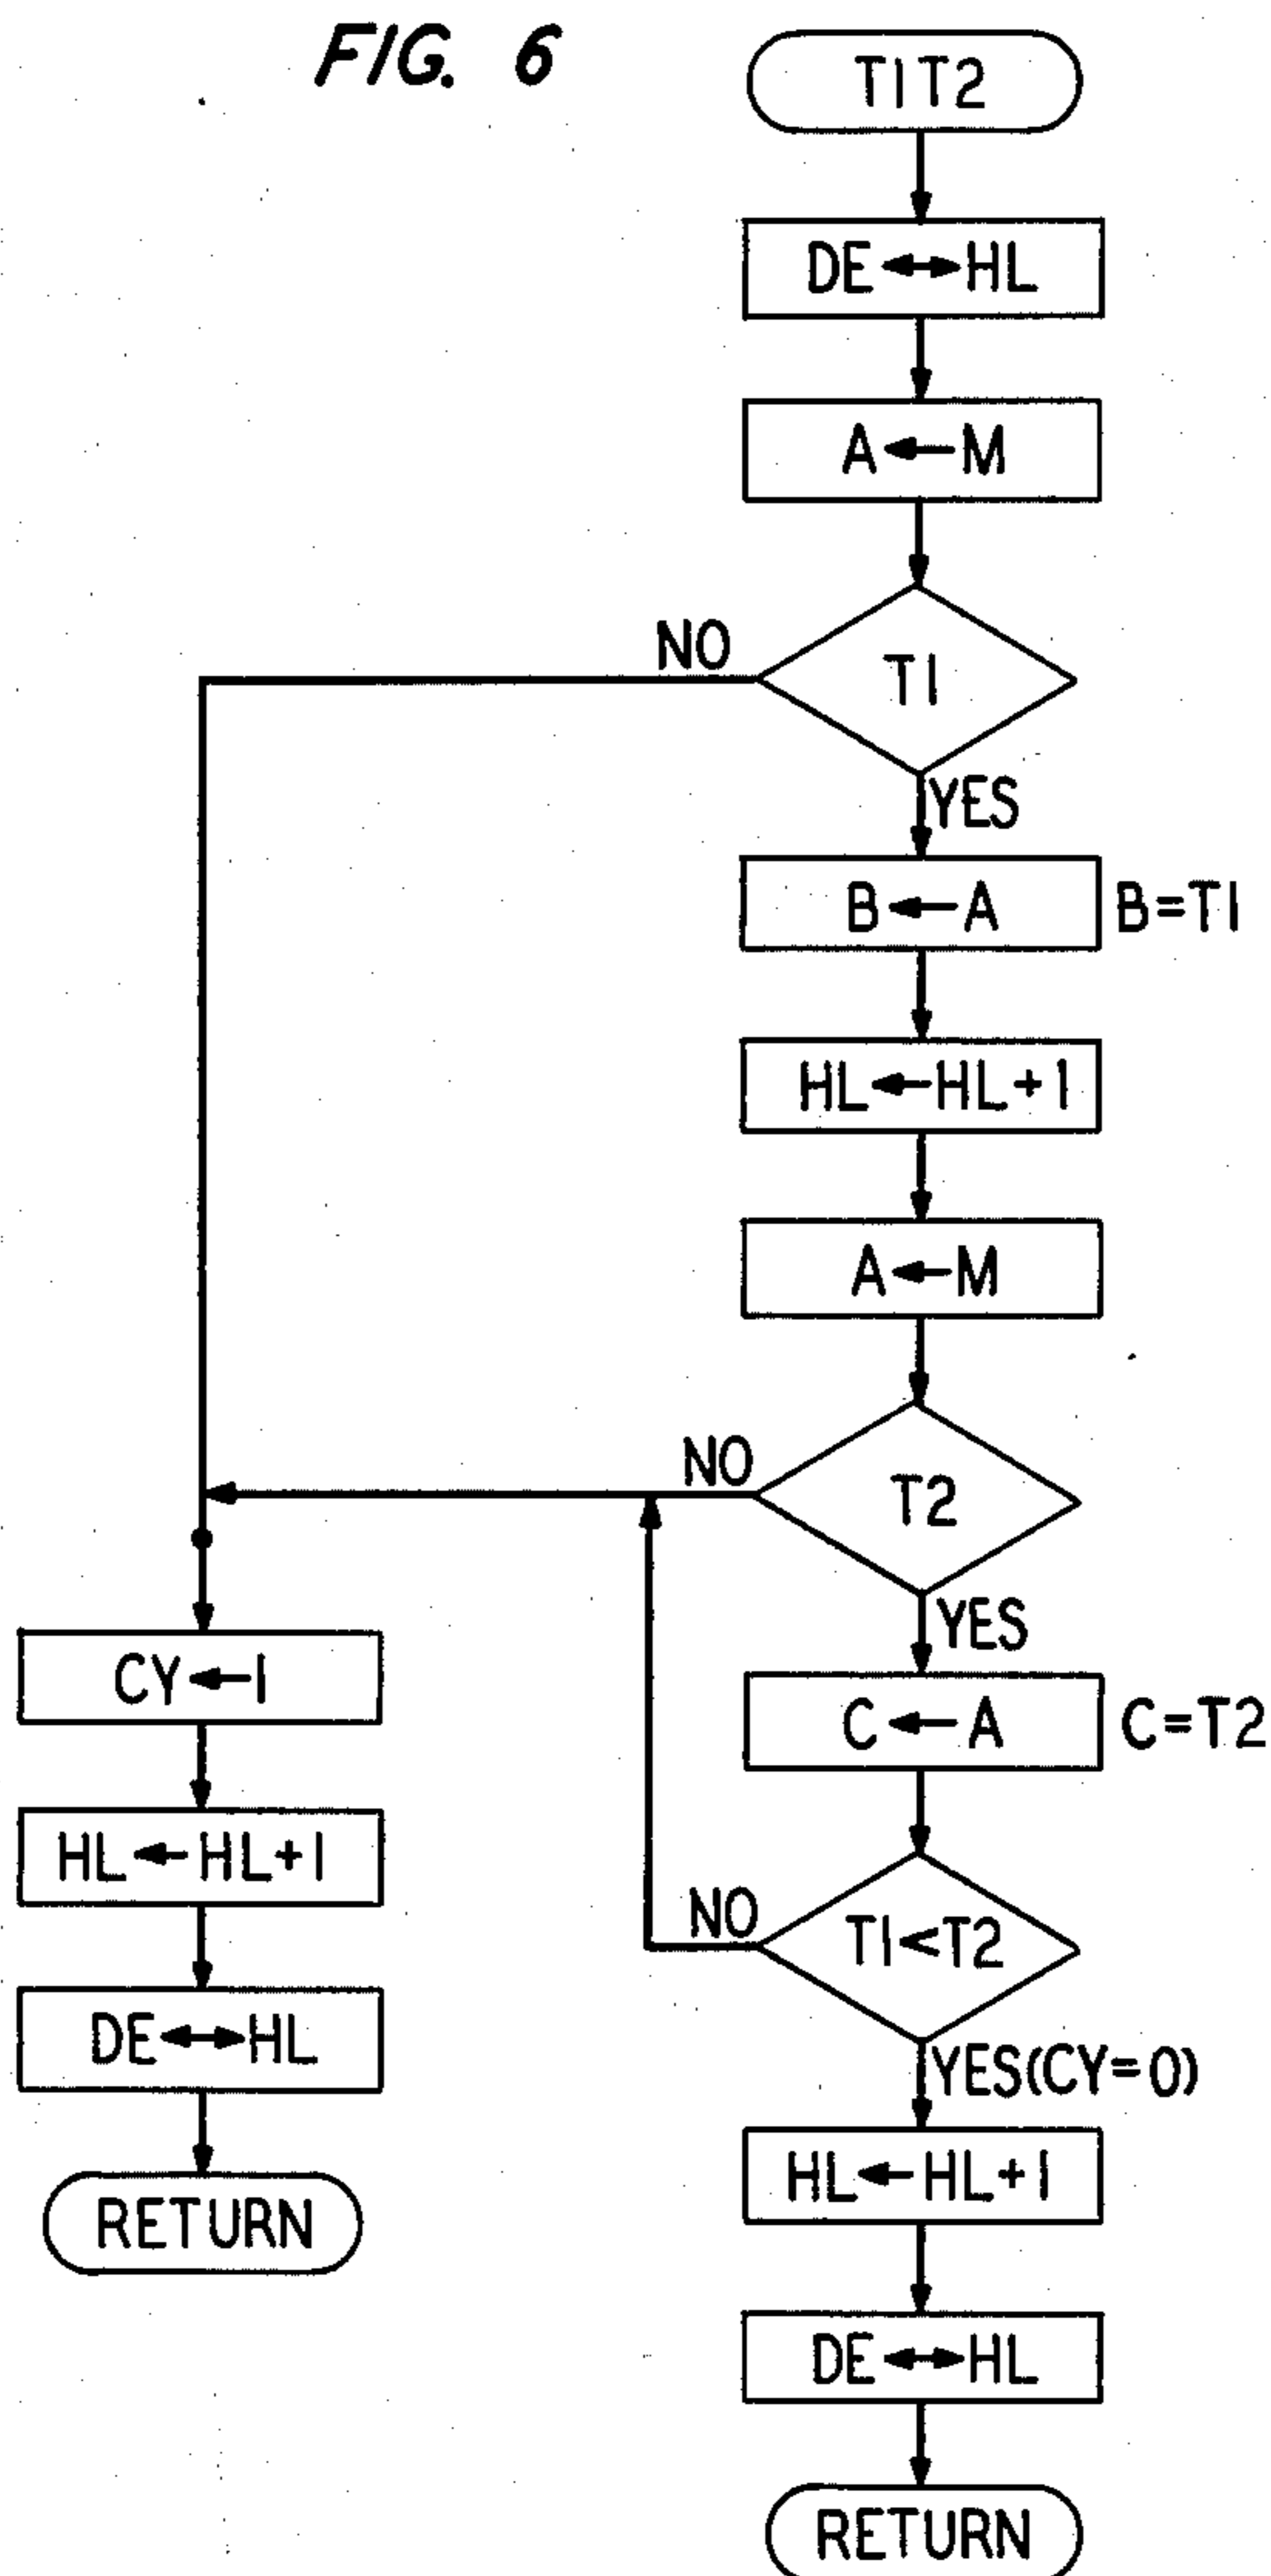 FIG. 6
T1T2
DE↔HL
A←M
NO
T1
YES
B←A
B=T1
HL←HL+1
A←M
NO
T2
YES
C←A
C=T2
NO
T1<T2
YES(CY=0)
HL←HL+1
DE↔HL
RETURN
CY←1
HL←HL+1
DE↔HL
RETURN